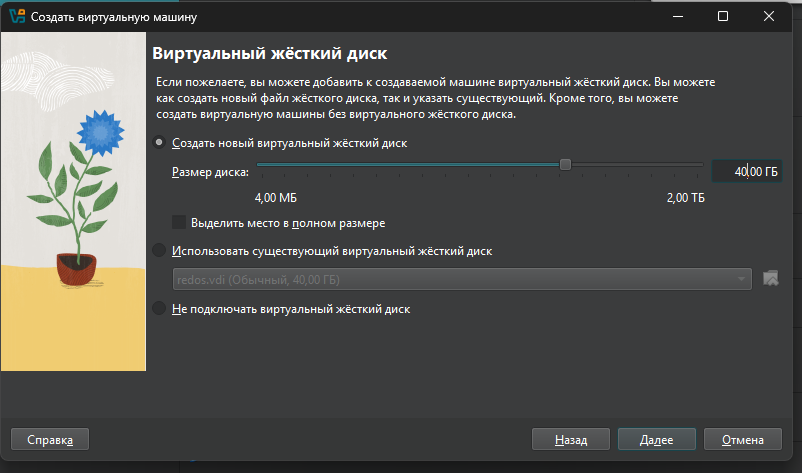 Создать виртуальную машину
Виртуальный жёсткий диск
Если пожелаете, вы можете добавить к создаваемой машине виртуальный жёсткий диск. Вы можете
как создать новый файл жёсткого диска, так и указать существующий. Кроме того, вы можете
создать виртуальную машину без виртуального жёсткого диска.
Создать новый виртуальный жёсткий диск
Размер диска:
40,00 ГБ
4,00 МБ
2,00 ТБ
Выделить место в полном размере
Использовать существующий виртуальный жёсткий диск
redos.vdi (Обычный, 40,00 ГБ)
Не подключать виртуальный жёсткий диск
Справка
Назад
Далее
Отмена